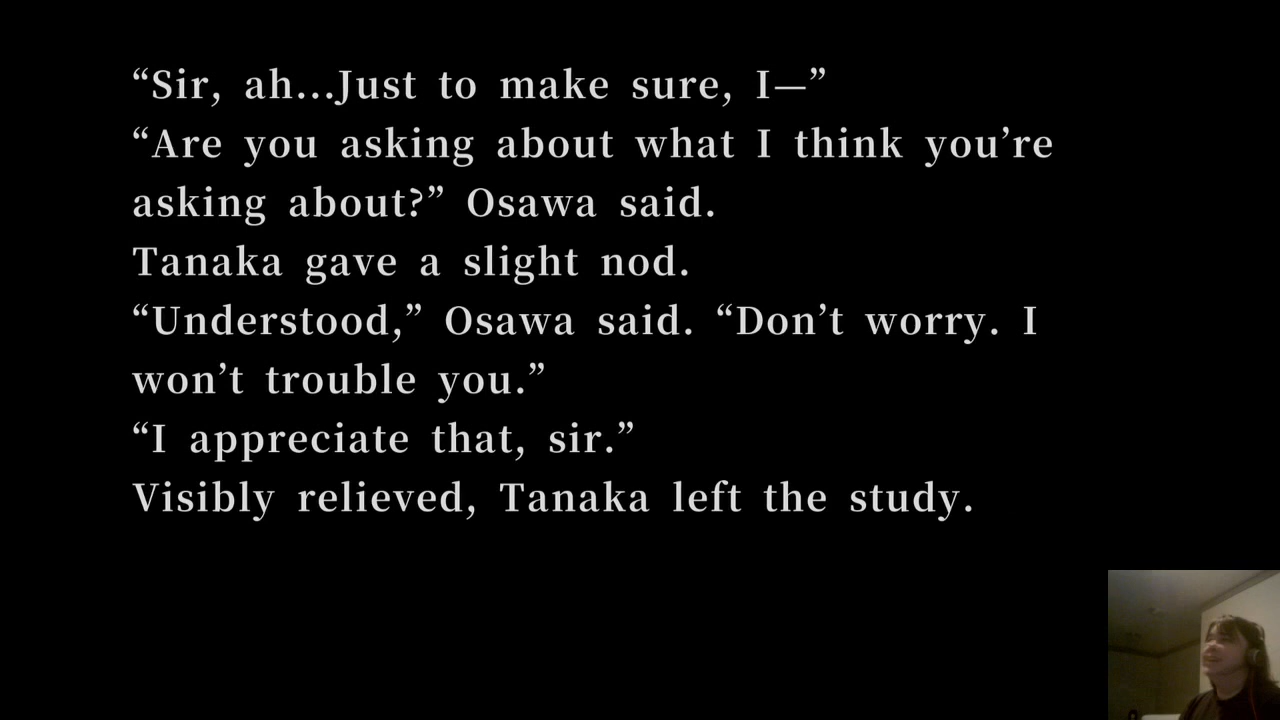 “Sir, ah...Just to make sure, I—”
“Are you asking about what I think you’re
asking about?” Osawa said.
Tanaka gave a slight nod.
“Understood,” Osawa said. “Don’t worry. I
won’t trouble you.”
“I appreciate that, sir.”
Visibly relieved, Tanaka left the study.